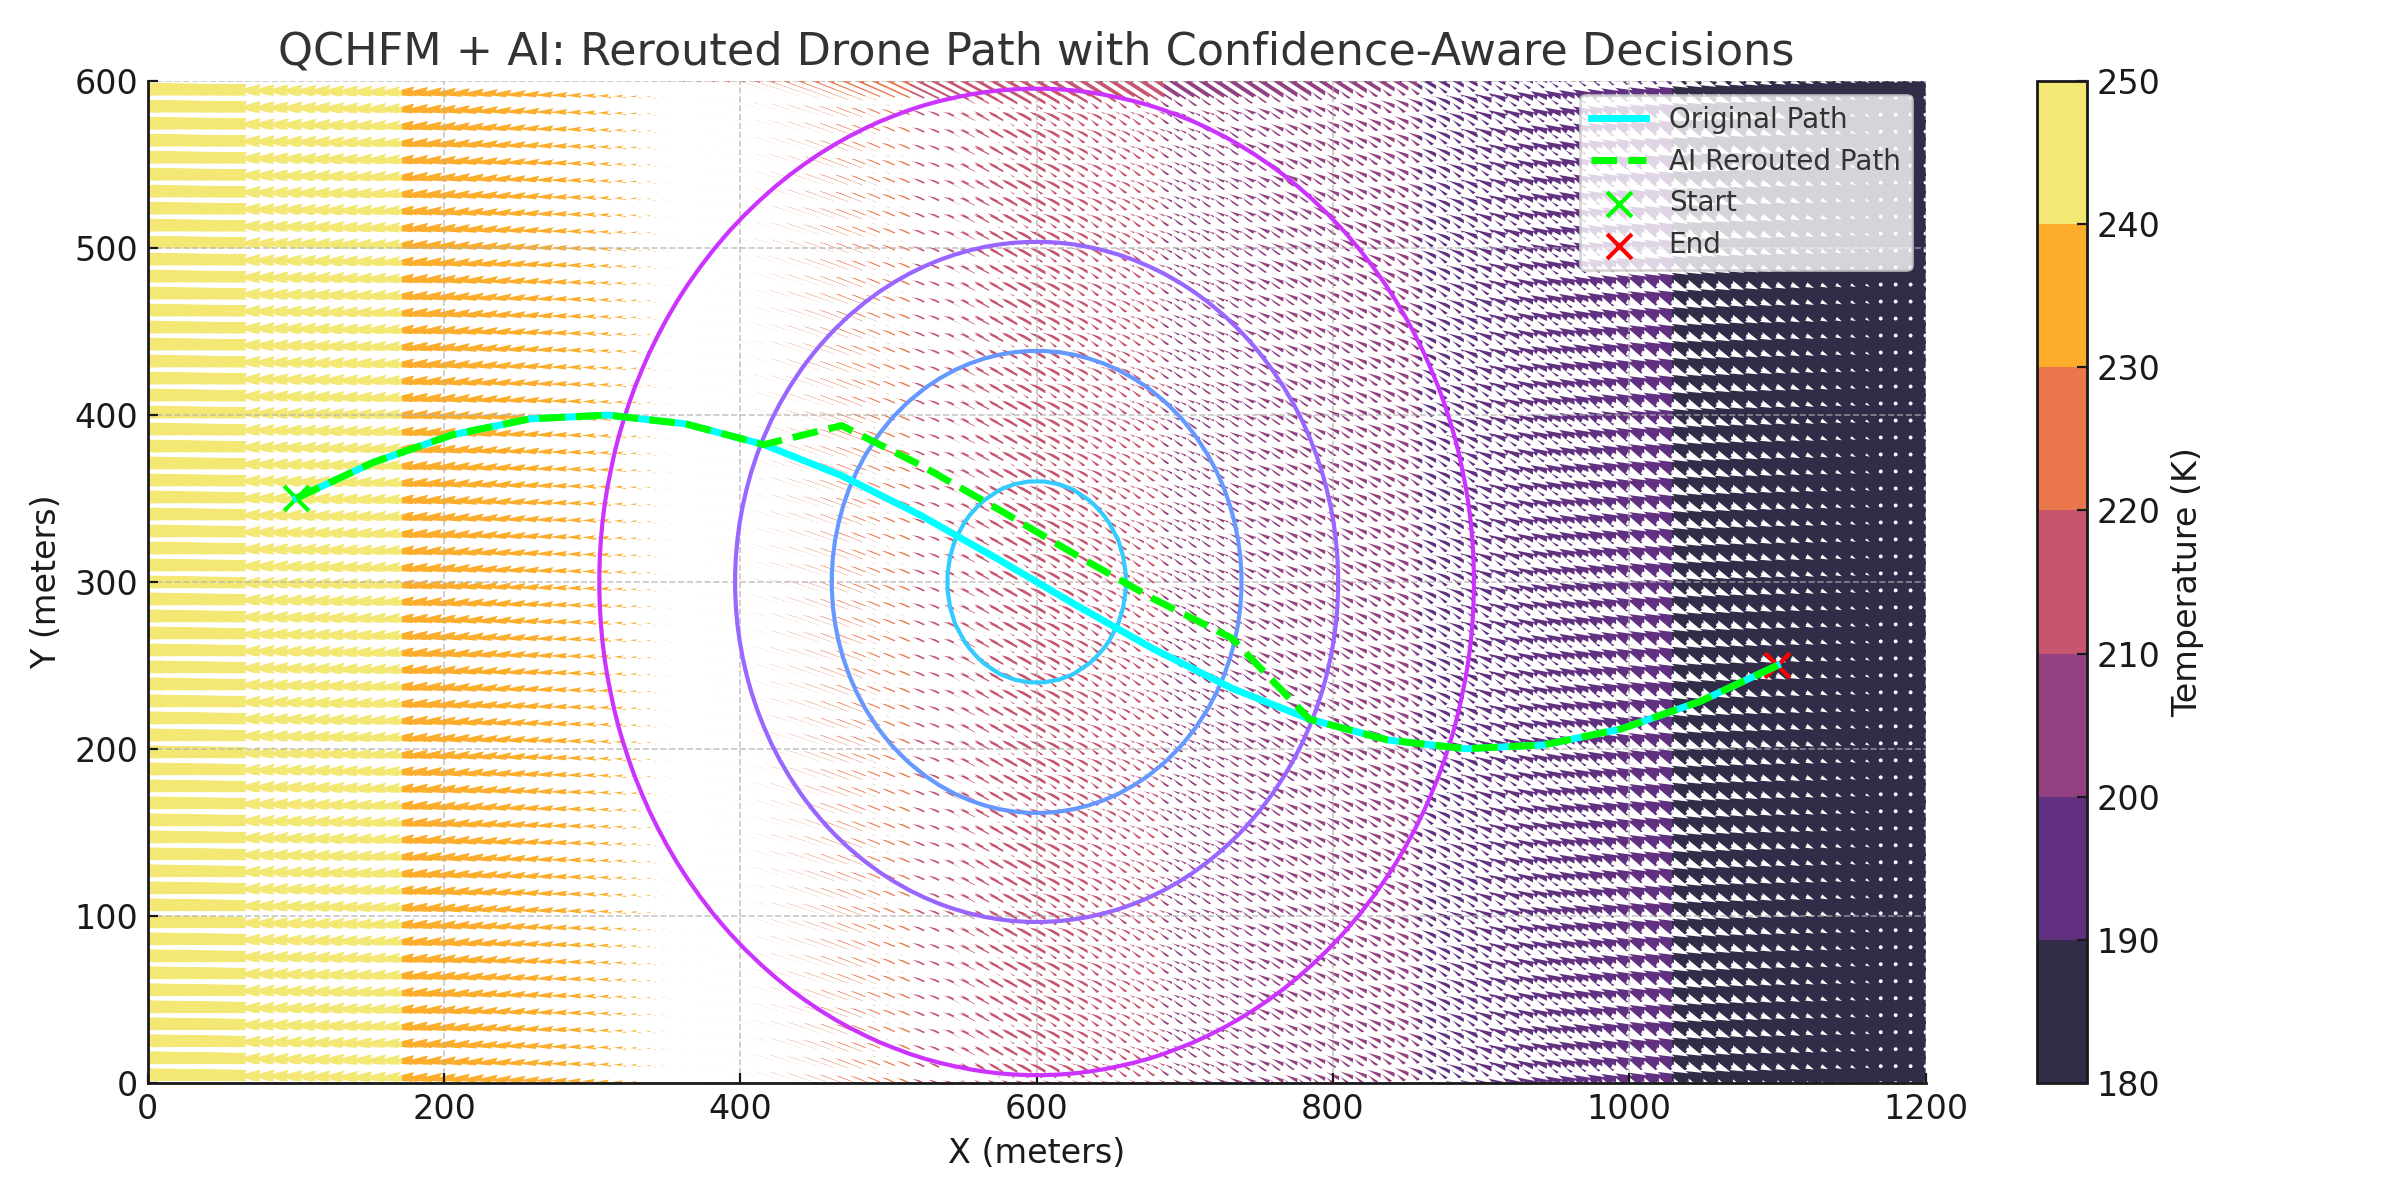 QCHFM + AI: Rerouted Drone Path with Confidence-Aware Decisions
Original Path
AI Rerouted Path
Start
End
Y (meters)
600
500
400
300
200
100
0
0
200
400
600
800
1000
1200
X (meters)
250
240
230
220
210
200
190
180
Temperature (K)